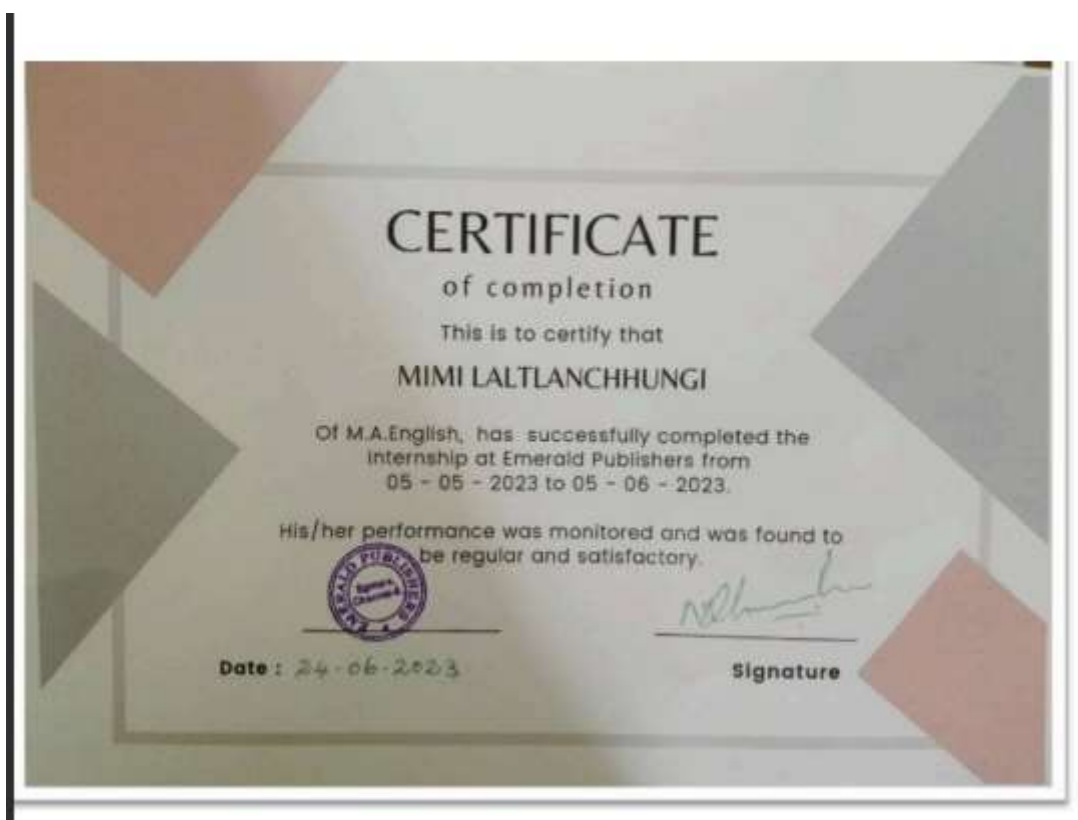 CERTIFICATE
of completion
This is to certify that
MIMI LALTLANCHHUNGI
Of M.A.English, has successfully completed the
internship at Emerald Publishers from
05 - 05 - 2023 to 05 - 06 - 2023.
His/her performance was monitored and was found to
be regular and satisfactory.
EMERALD PUBLISHERS
Date : 24-06-2023
Signature